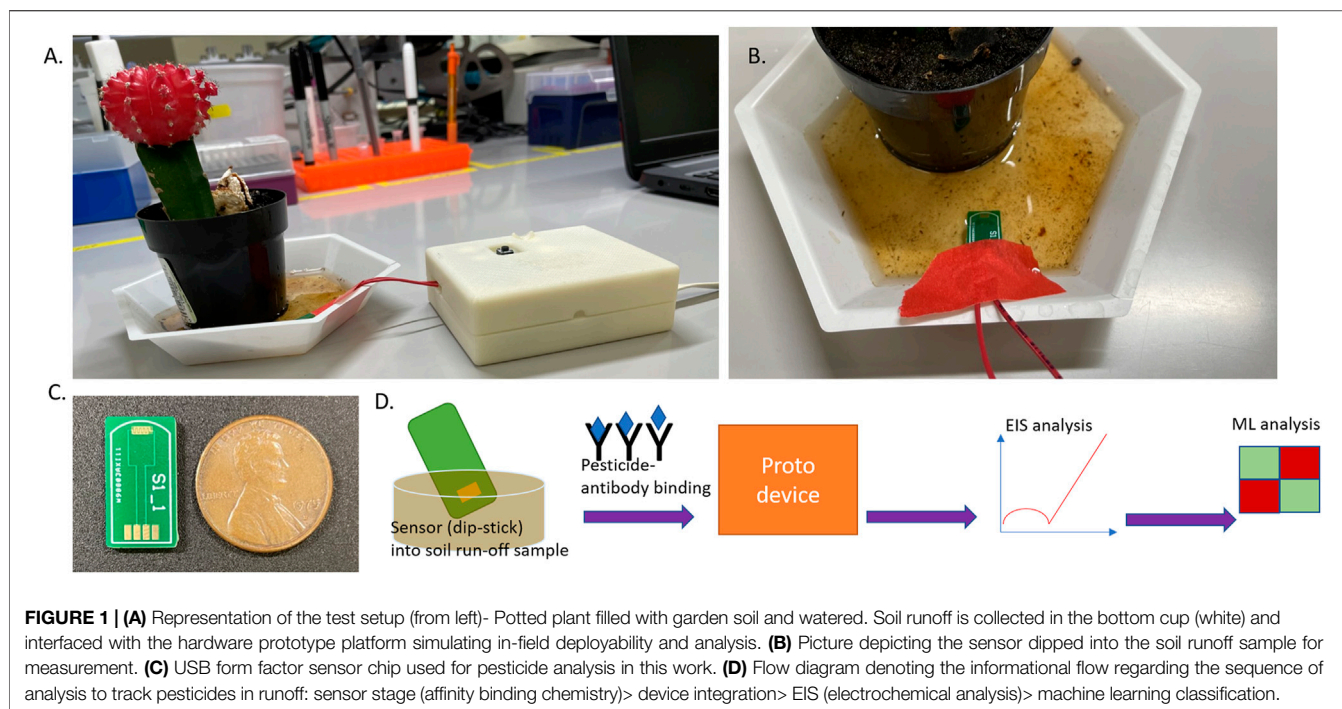 A.
B.
C.
S1_1
1973
D.
Pesticide-
antibody binding
Sensor (dip-stick)
into soil run-off sample
Proto
device
EIS analysis
ML analysis
FIGURE 1 | (A) Representation of the test setup (from left)- Potted plant filled with garden soil and watered. Soil runoff is collected in the bottom cup (white) and
interfaced with the hardware prototype platform simulating in-field deployability and analysis. (B) Picture depicting the sensor dipped into the soil runoff sample for
measurement. (C) USB form factor sensor chip used for pesticide analysis in this work. (D) Flow diagram denoting the informational flow regarding the sequence of
analysis to track pesticides in runoff: sensor stage (affinity binding chemistry)> device integration> EIS (electrochemical analysis)> machine learning classification.